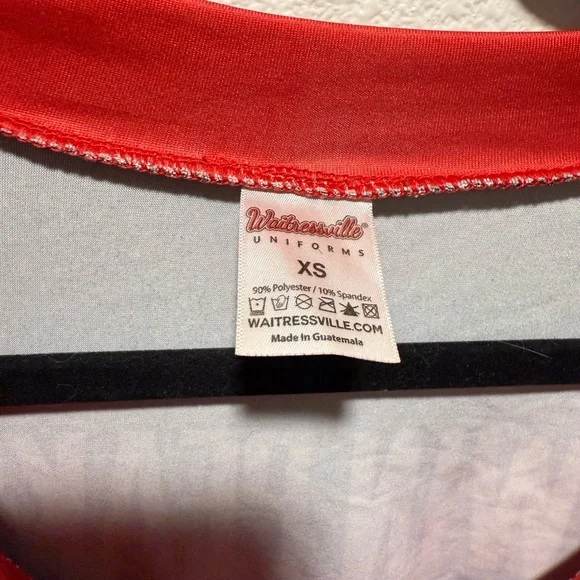 Waitressville
UNIFORMS
XS
90% Polyester / 10% Spandex
WAITRESSVILLE.COM
Made in Guatemala